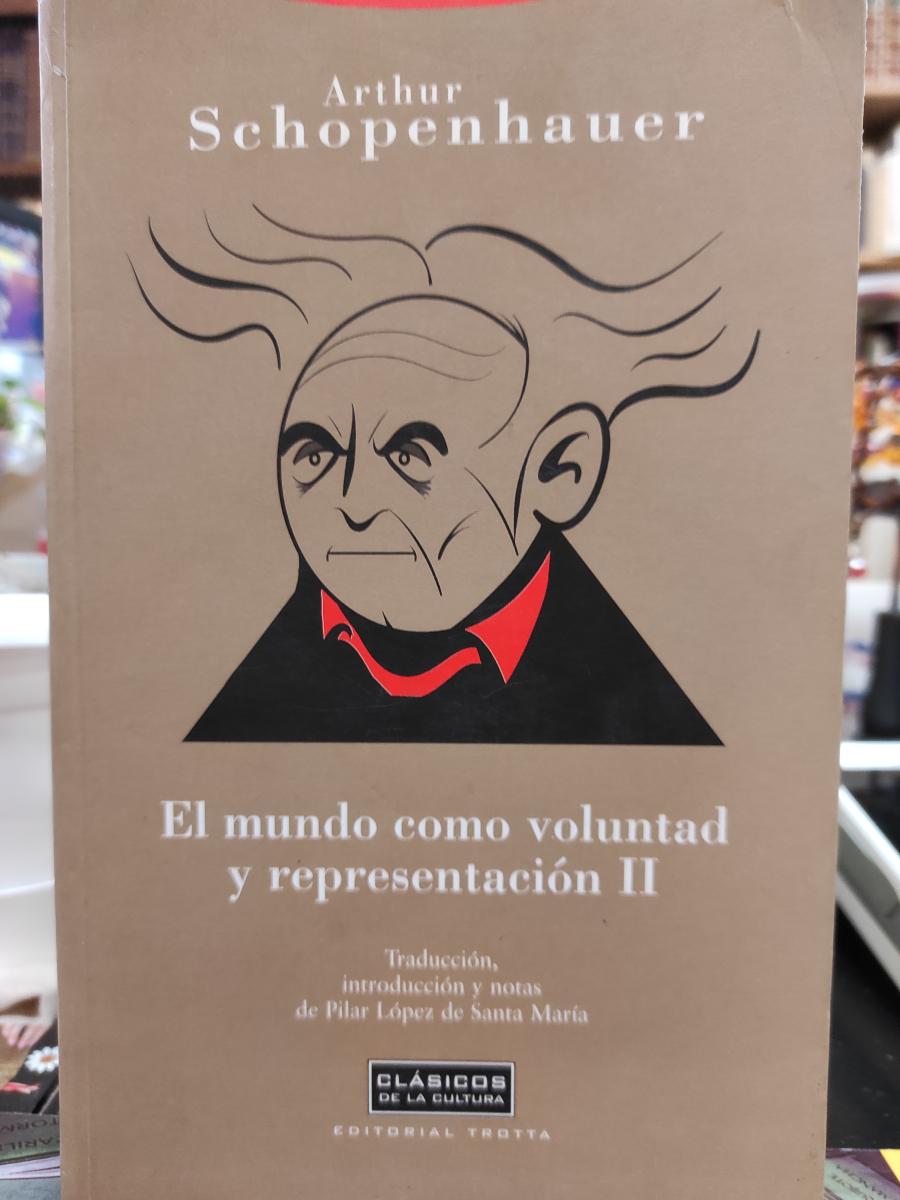 Arthur
Schopenhauer
El mundo como voluntad
y representación II
Traducción,
introducción y notas
de Pilar López de Santa María
CLÁSICOS
DE LA CULTURA
EDITORIAL TROTTA